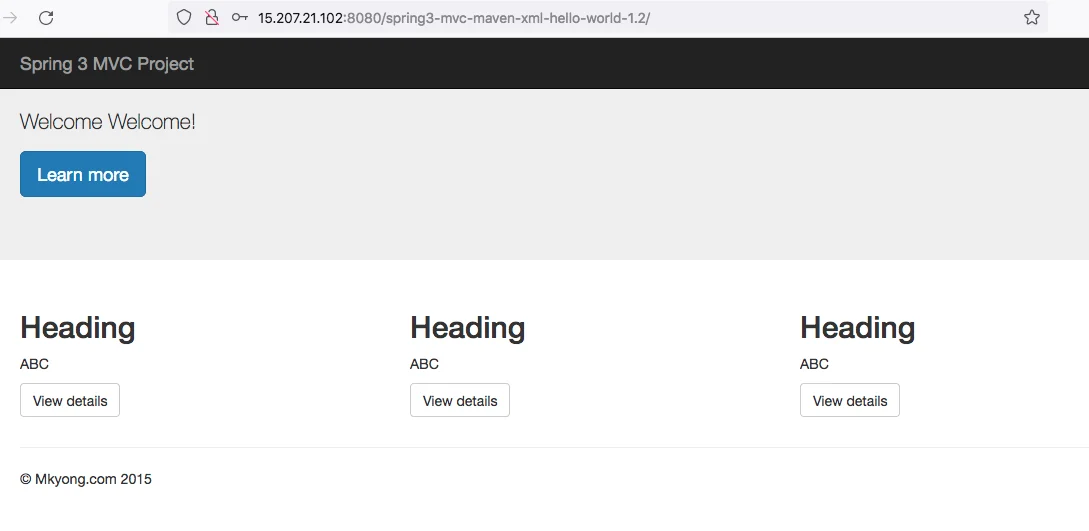 15.207.21.102:8080/spring3-mvc-maven-xml-hello-world-1.2/
Spring 3 MVC Project
Welcome Welcome!
Learn more
Heading Heading Heading
ABC ABC ABC
View details View details View details
© Mkyong.com 2015